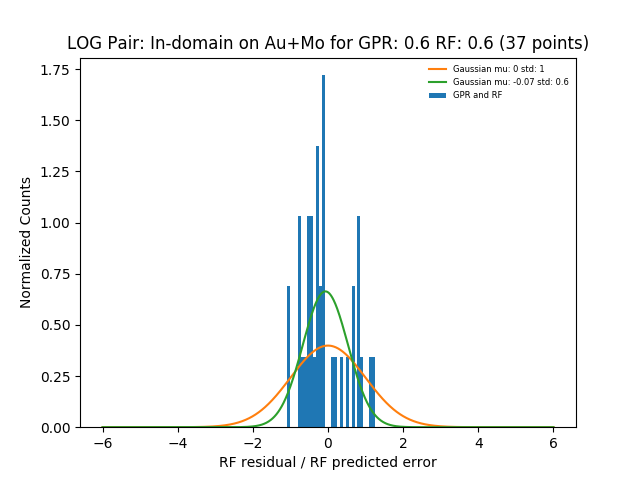 LOG Pair: In-domain on Au+Mo for GPR: 0.6 RF: 0.6 (37 points)
Gaussian mu: 0 std: 1
Gaussian mu: -0.07 std: 0.6
GPR and RF
Normalized Counts
1.75
1.50
1.25
1.00
0.75
0.50
0.25
0.00
−6 −4 −2 0 2 4 6
RF residual / RF predicted error